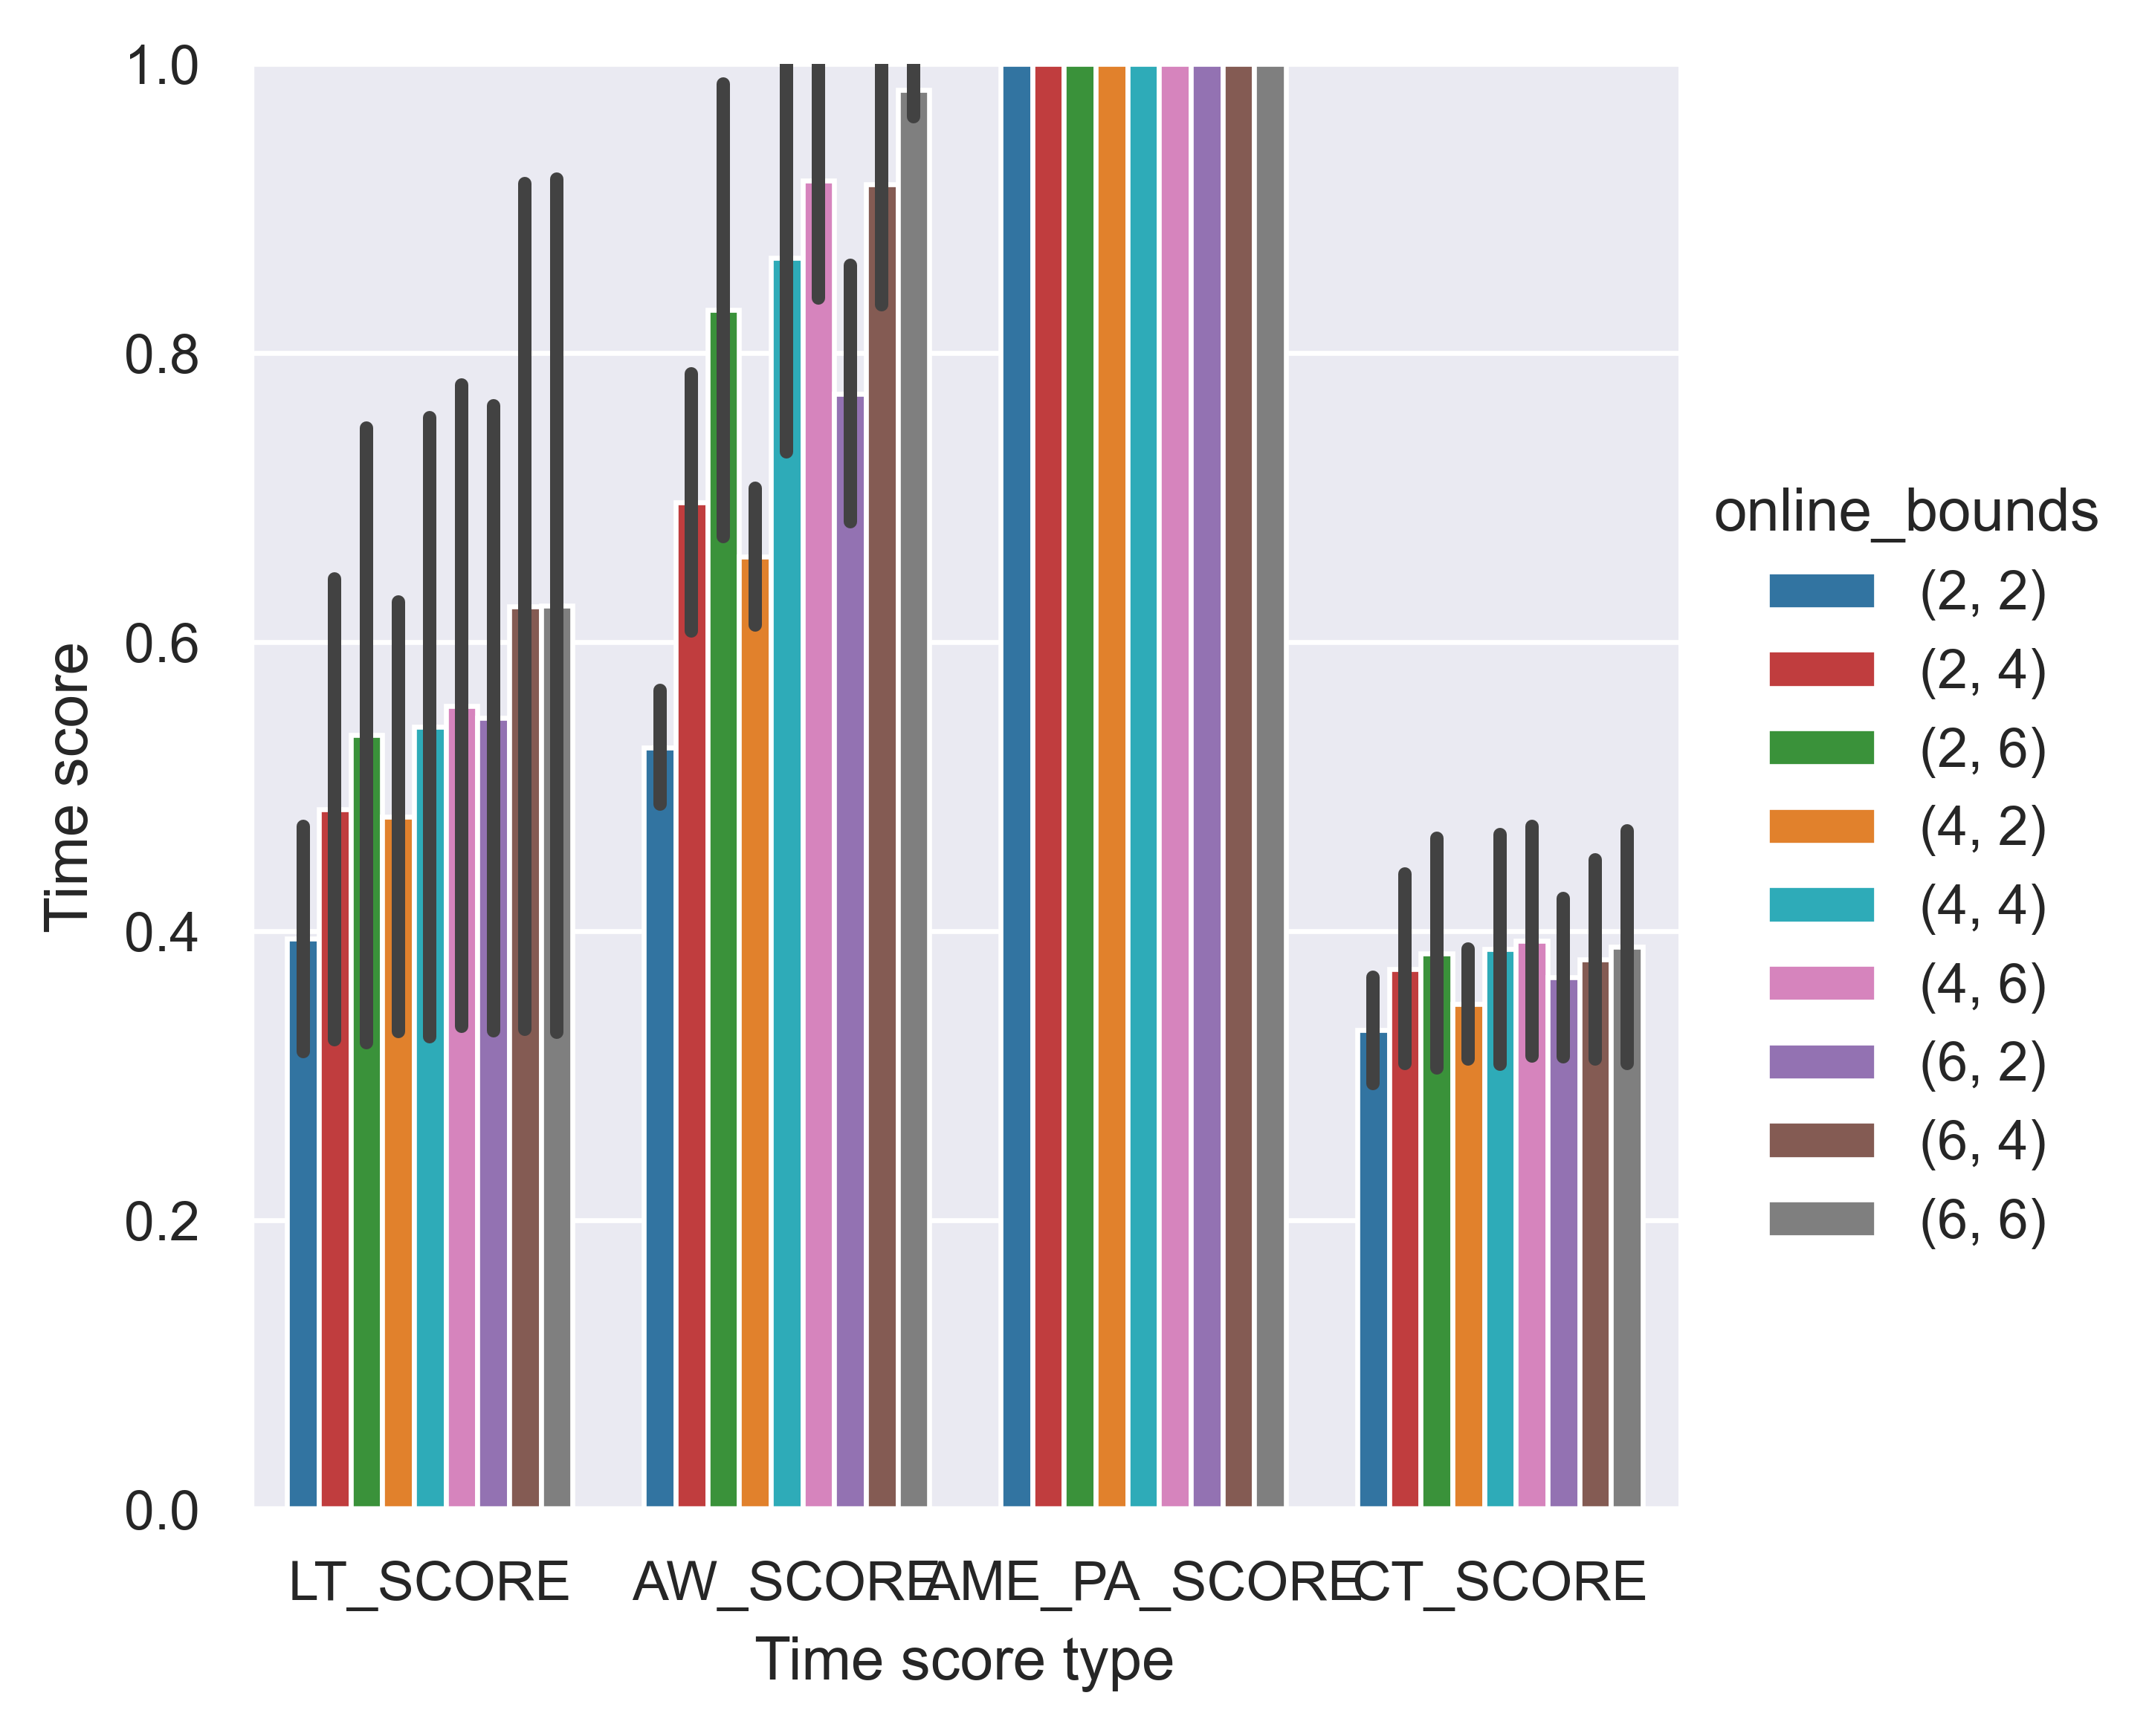 1.0
0.8
0.6
0.4
0.2
0.0
Time score
LT_SCORE
AW_SCORE
AME_PA_SCORE
CT_SCORE
Time score type
online_bounds
(2, 2)
(2, 4)
(2, 6)
(4, 2)
(4, 4)
(4, 6)
(6, 2)
(6, 4)
(6, 6)